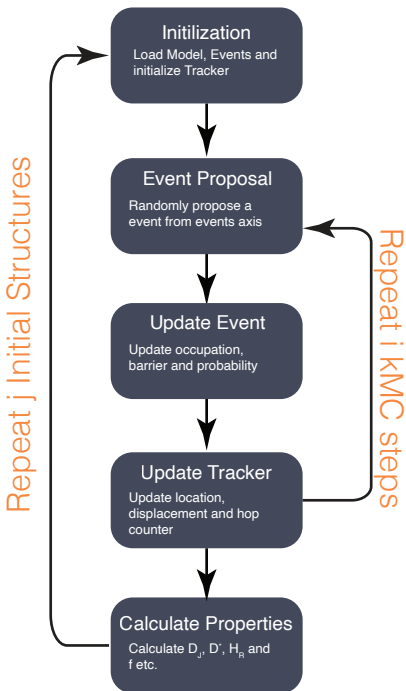 Initilization
Load Model, Events and
initialize Tracker
Event Proposal
Randomly propose a
event from events axis
Update Event
Update occupation,
barrier and probability
Update Tracker
Update location,
displacement and hop
counter
Calculate Properties
Calculate D_J, D^*, H_R and
f etc.
Repeat j Initial Structures
Repeat i kMC steps